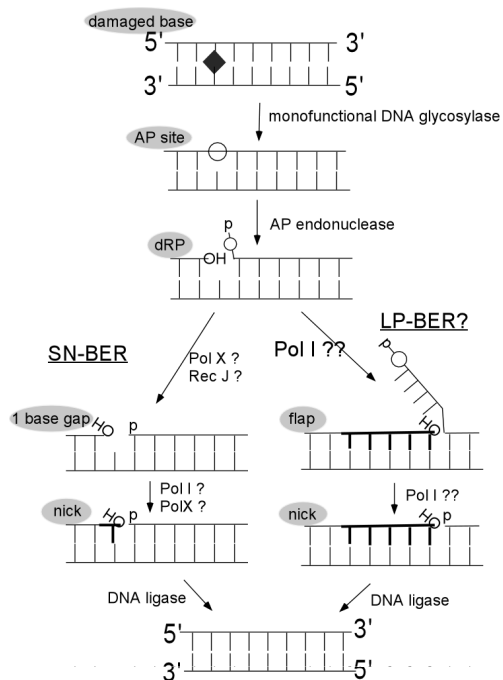 damaged base
5' 3'
3' 5'
monofunctional DNA glycosylase
AP site
AP endonuclease
p
dRP
OH
SN-BER
LP-BER?
Pol X ?
Rec J ?
Pol I ??
p
1 base gap
HO p
flap
HO
Pol I ?
PolX ?
Pol I ??
nick
HO p
nick
HO p
DNA ligase
DNA ligase
5' 3'
3' 5'